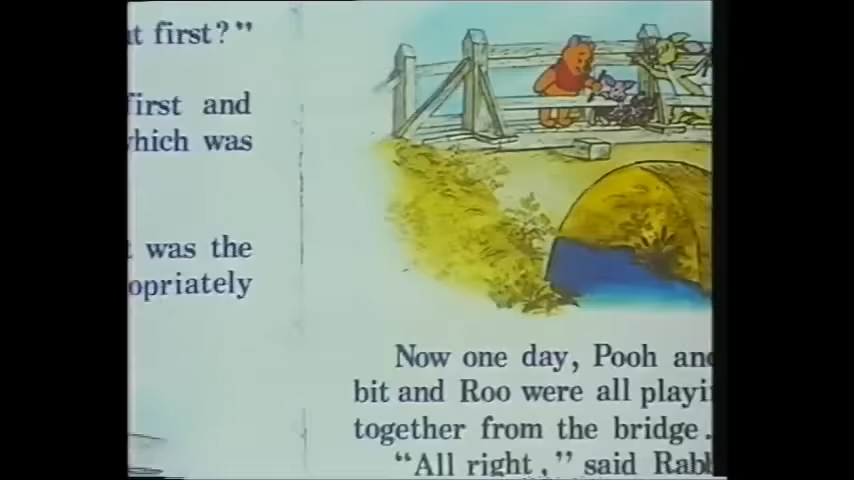 first?"
first and
which was
was the
opriately
Now one day, Pooh and
bit and Roo were all playi
together from the bridge.
"All right," said Rabb